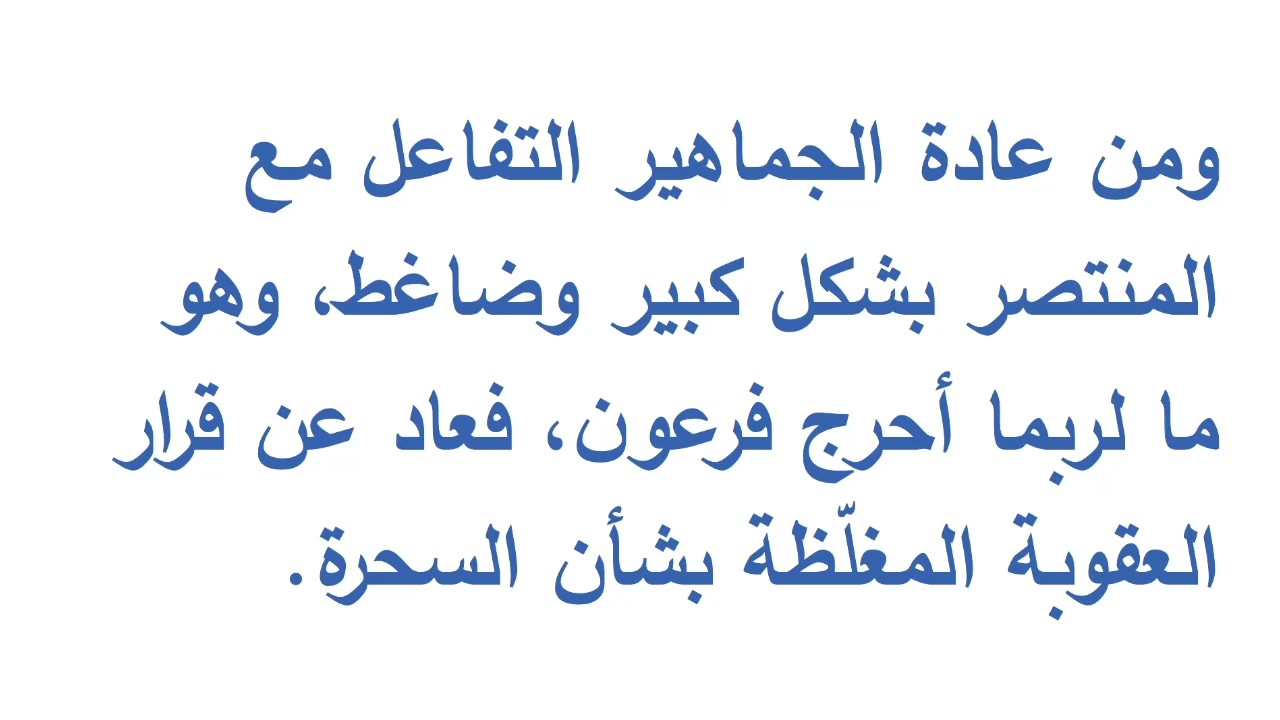 ومن عادة الجماهير التفاعل مع
المنتصر بشكل كبير وضاغط، وهو
ما لربما أحرج فرعون، فعاد عن قرار
العقوبة المغلّظة بشأن السحرة.